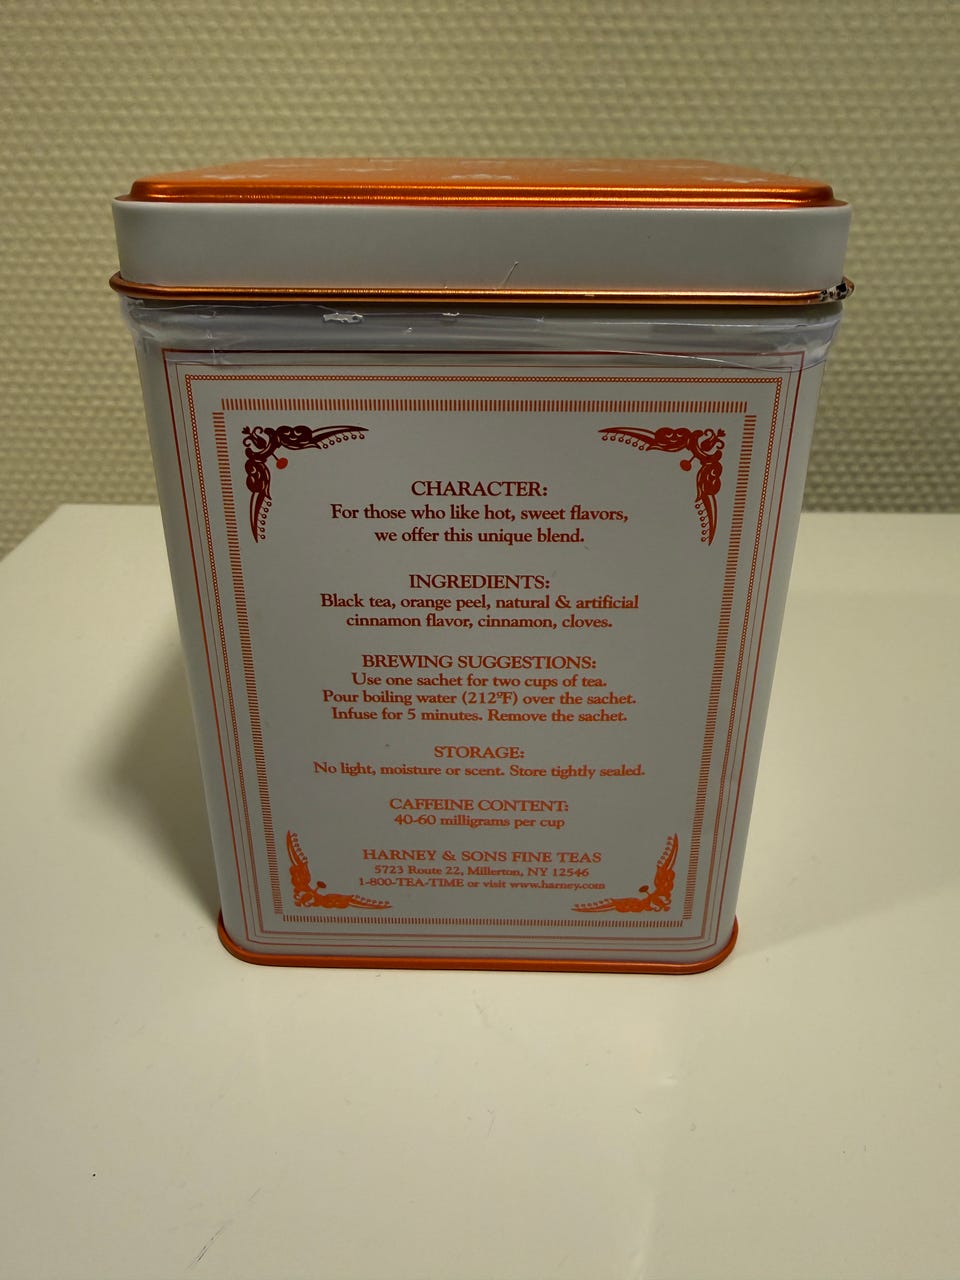 CHARACTER:
For those who like hot, sweet flavors,
we offer this unique blend.
INGREDIENTS:
Black tea, orange peel, natural & artificial
cinnamon flavor, cinnamon, cloves.
BREWING SUGGESTIONS:
Use one sachet for two cups of tea.
Pour boiling water (212ºF) over the sachet.
Infuse for 5 minutes. Remove the sachet.
STORAGE:
No light, moisture or scent. Store tightly sealed.
CAFFEINE CONTENT:
40-60 milligrams per cup
HARNEY & SONS FINE TEAS
5723 Route 22, Millerton, NY 12546
1-800-TEA-TIME or visit www.harney.com